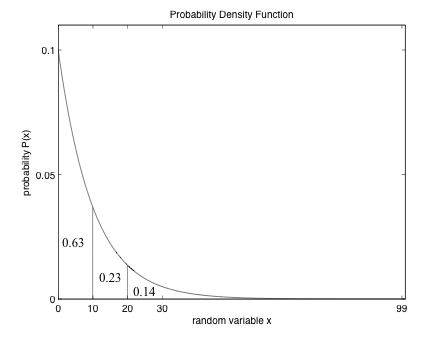 Probability Density Function
0.1
0.05
0
probability P(x)
0.63
0.23
0.14
0 10 20 30 99
random variable x